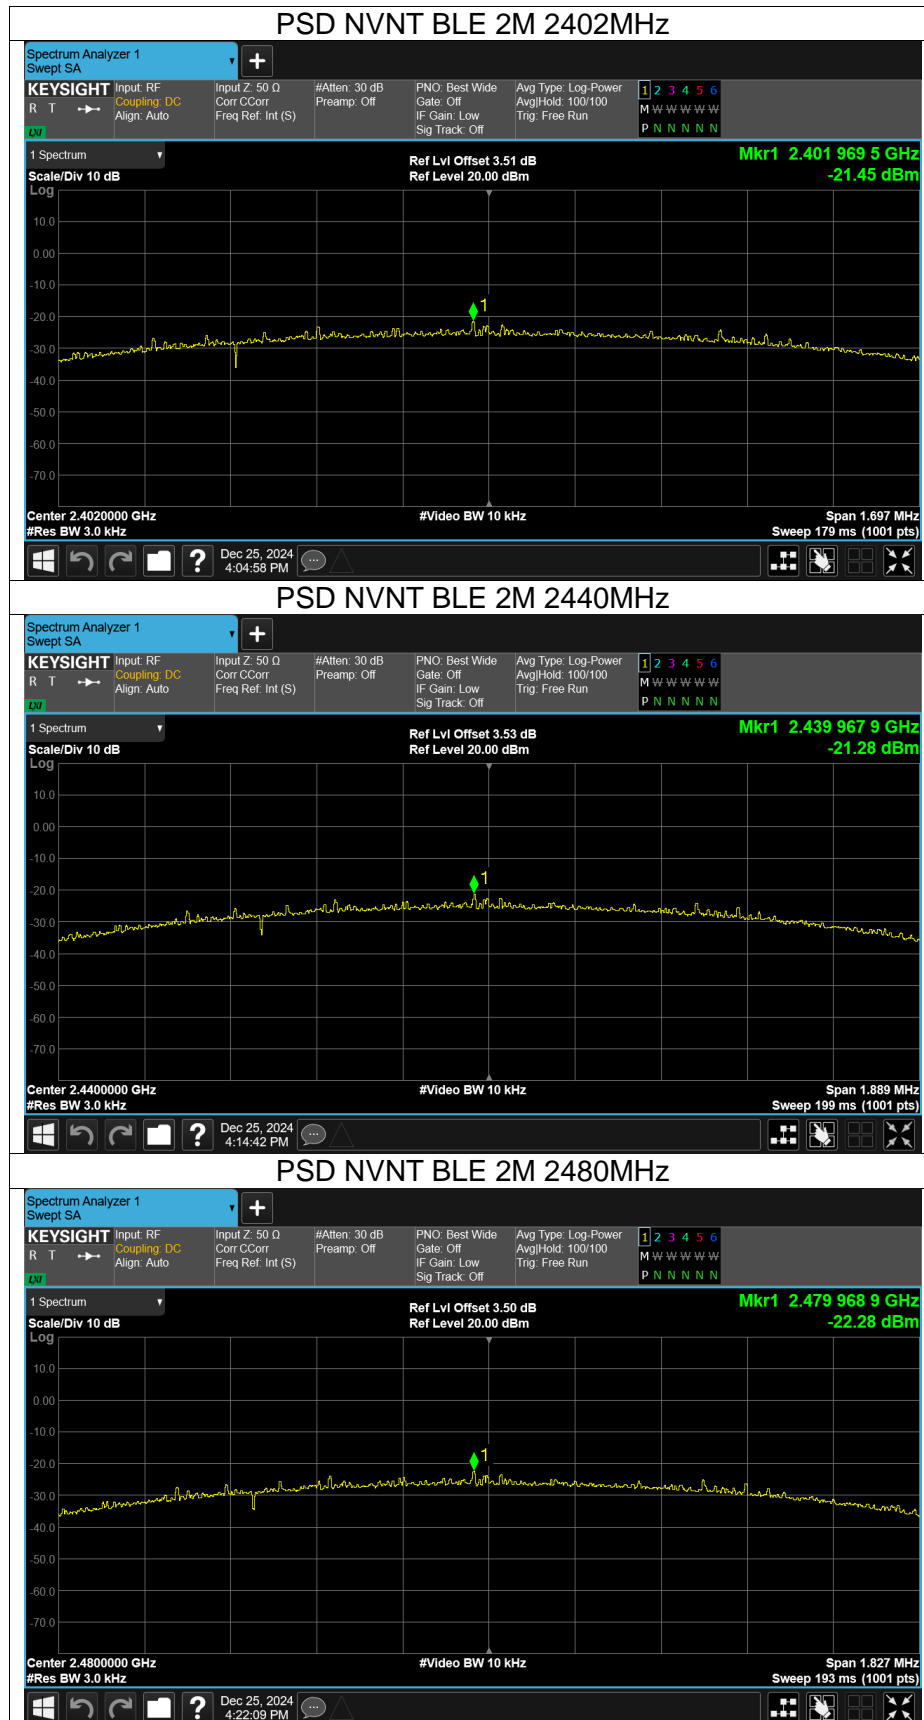 PSD NVNT BLE 2M 2402MHz
Spectrum Analyzer 1
Swept SA
KEYSIGHT
R T
LXI
Input: RF
Coupling: DC
Align: Auto
Input Z: 50 Ω
Corr CCorr
Freq Ref: Int (S)
#Atten: 30 dB
Preamp: Off
PNO: Best Wide
Gate: Off
IF Gain: Low
Sig Track: Off
Avg Type: Log-Power
Avg|Hold: 100/100
Trig: Free Run
1 2 3 4 5 6
M W W W W W
P N N N N N
1 Spectrum
Scale/Div 10 dB
Log
Ref Lvl Offset 3.51 dB
Ref Level 20.00 dBm
Mkr1 2.401 969 5 GHz
-21.45 dBm
10.0
0.00
-10.0
1
-20.0
-30.0
-40.0
-50.0
-60.0
-70.0
Center 2.4020000 GHz
#Res BW 3.0 kHz
#Video BW 10 kHz
Span 1.697 MHz
Sweep 179 ms (1001 pts)
Dec 25, 2024
4:04:58 PM
PSD NVNT BLE 2M 2440MHz
Spectrum Analyzer 1
Swept SA
KEYSIGHT
R T
LXI
Input: RF
Coupling: DC
Align: Auto
Input Z: 50 Ω
Corr CCorr
Freq Ref: Int (S)
#Atten: 30 dB
Preamp: Off
PNO: Best Wide
Gate: Off
IF Gain: Low
Sig Track: Off
Avg Type: Log-Power
Avg|Hold: 100/100
Trig: Free Run
1 2 3 4 5 6
M W W W W W
P N N N N N
1 Spectrum
Scale/Div 10 dB
Log
Ref Lvl Offset 3.53 dB
Ref Level 20.00 dBm
Mkr1 2.439 967 9 GHz
-21.28 dBm
10.0
0.00
-10.0
1
-20.0
-30.0
-40.0
-50.0
-60.0
-70.0
Center 2.4400000 GHz
#Res BW 3.0 kHz
#Video BW 10 kHz
Span 1.889 MHz
Sweep 199 ms (1001 pts)
Dec 25, 2024
4:14:42 PM
PSD NVNT BLE 2M 2480MHz
Spectrum Analyzer 1
Swept SA
KEYSIGHT
R T
LXI
Input: RF
Coupling: DC
Align: Auto
Input Z: 50 Ω
Corr CCorr
Freq Ref: Int (S)
#Atten: 30 dB
Preamp: Off
PNO: Best Wide
Gate: Off
IF Gain: Low
Sig Track: Off
Avg Type: Log-Power
Avg|Hold: 100/100
Trig: Free Run
1 2 3 4 5 6
M W W W W W
P N N N N N
1 Spectrum
Scale/Div 10 dB
Log
Ref Lvl Offset 3.50 dB
Ref Level 20.00 dBm
Mkr1 2.479 968 9 GHz
-22.28 dBm
10.0
0.00
-10.0
1
-20.0
-30.0
-40.0
-50.0
-60.0
-70.0
Center 2.4800000 GHz
#Res BW 3.0 kHz
#Video BW 10 kHz
Span 1.827 MHz
Sweep 193 ms (1001 pts)
Dec 25, 2024
4:22:09 PM